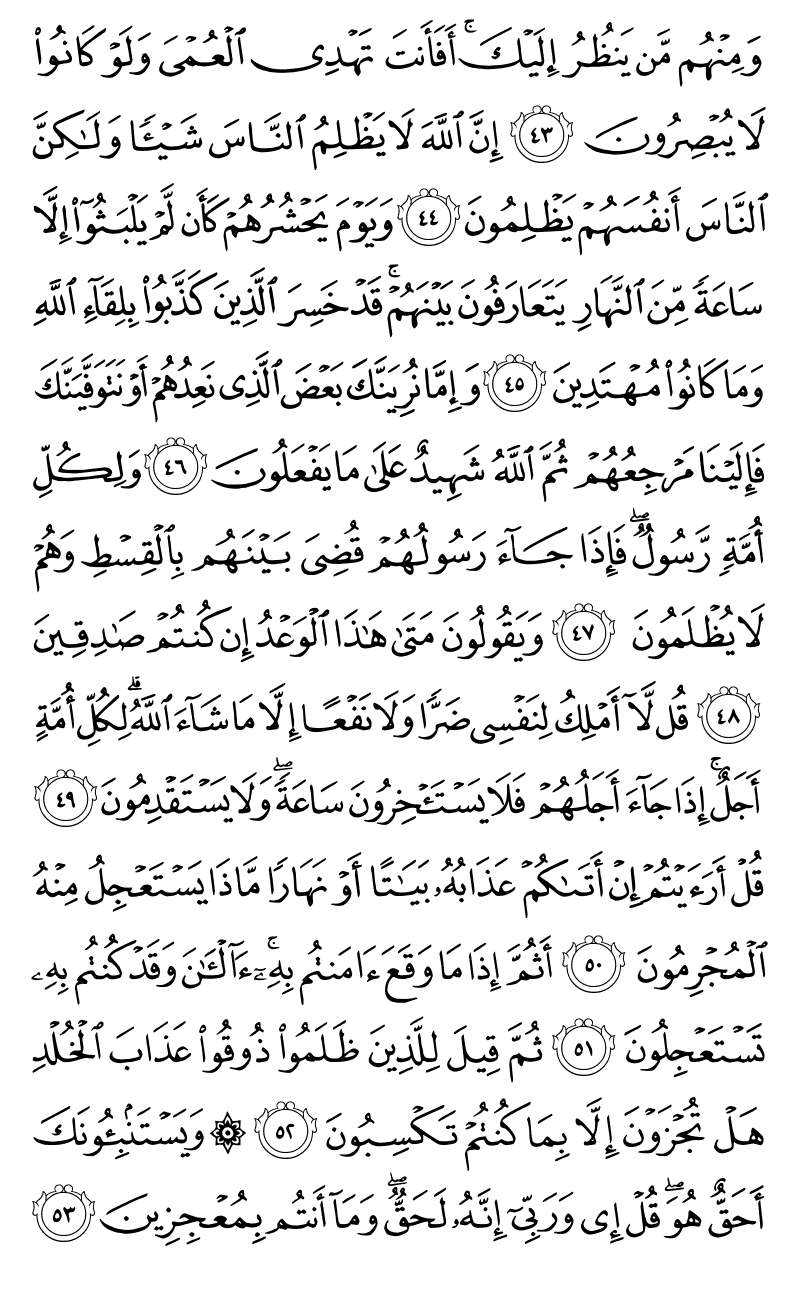 وَمِنْهُم مَّن يَنظُرُ إِلَيْكَ ۚ أَفَأَنتَ تَهْدِى ٱلْعُمْىَ وَلَوْ كَانُوا۟
لَا يُبْصِرُونَ ٤٣ إِنَّ ٱللَّهَ لَا يَظْلِمُ ٱلنَّاسَ شَيْـًٔا وَلَـٰكِنَّ
ٱلنَّاسَ أَنفُسَهُمْ يَظْلِمُونَ ٤٤ وَيَوْمَ يَحْشُرُهُمْ كَأَن لَّمْ يَلْبَثُوٓا۟ إِلَّا
سَاعَةً مِّنَ ٱلنَّهَارِ يَتَعَارَفُونَ بَيْنَهُمْ ۚ قَدْ خَسِرَ ٱلَّذِينَ كَذَّبُوا۟ بِلِقَآءِ ٱللَّهِ
وَمَا كَانُوا۟ مُهْتَدِينَ ٤٥ وَإِمَّا نُرِيَنَّكَ بَعْضَ ٱلَّذِى نَعِدُهُمْ أَوْ نَتَوَفَّيَنَّكَ
فَإِلَيْنَا مَرْجِعُهُمْ ثُمَّ ٱللَّهُ شَهِيدٌ عَلَىٰ مَا يَفْعَلُونَ ٤٦ وَلِكُلِّ
أُمَّةٍ رَّسُولٌ ۖ فَإِذَا جَآءَ رَسُولُهُمْ قُضِىَ بَيْنَهُم بِٱلْقِسْطِ وَهُمْ
لَا يُظْلَمُونَ ٤٧ وَيَقُولُونَ مَتَىٰ هَـٰذَا ٱلْوَعْدُ إِن كُنتُمْ صَـٰدِقِينَ
٤٨ قُل لَّآ أَمْلِكُ لِنَفْسِى ضَرًّا وَلَا نَفْعًا إِلَّا مَا شَآءَ ٱللَّهُ ۗ لِكُلِّ أُمَّةٍ
أَجَلٌ ۚ إِذَا جَآءَ أَجَلُهُمْ فَلَا يَسْتَـْٔخِرُونَ سَاعَةً ۖ وَلَا يَسْتَقْدِمُونَ ٤٩
قُلْ أَرَءَيْتُمْ إِنْ أَتَىٰكُمْ عَذَابُهُۥ بَيَـٰتًا أَوْ نَهَارًا مَّاذَا يَسْتَعْجِلُ مِنْهُ
ٱلْمُجْرِمُونَ ٥٠ أَثُمَّ إِذَا مَا وَقَعَ ءَامَنتُم بِهِۦٓ ۚ ءَآلْـَٔـٰنَ وَقَدْ كُنتُم بِهِۦ
تَسْتَعْجِلُونَ ٥١ ثُمَّ قِيلَ لِلَّذِينَ ظَلَمُوا۟ ذُوقُوا۟ عَذَابَ ٱلْخُلْدِ
هَلْ تُجْزَوْنَ إِلَّا بِمَا كُنتُمْ تَكْسِبُونَ ٥٢ ۞ وَيَسْتَنۢبِـُٔونَكَ
أَحَقٌّ هُوَ ۖ قُلْ إِى وَرَبِّىٓ إِنَّهُۥ لَحَقٌّ ۖ وَمَآ أَنتُم بِمُعْجِزِينَ ٥٣